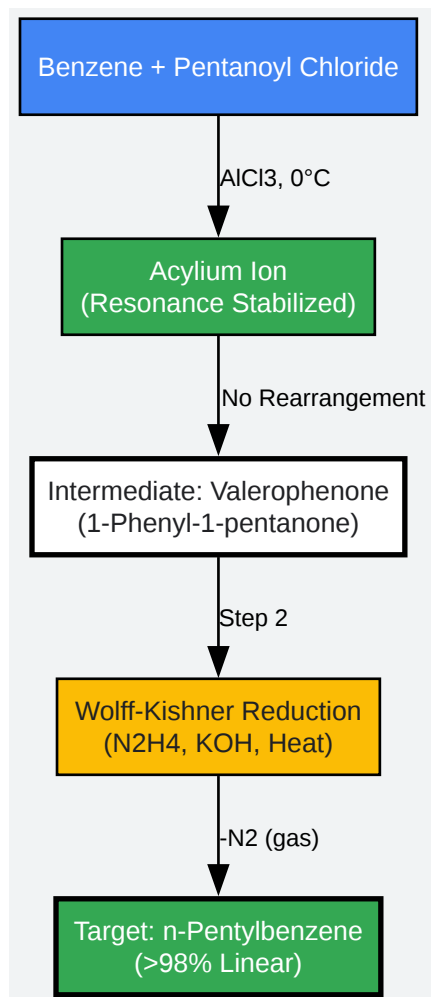 Benzene + Pentanoyl Chloride
AlCl3, 0°C
Acylium Ion
(Resonance Stabilized)
No Rearrangement
Intermediate: Valerophenone
(1-Phenyl-1-pentanone)
Step 2
Wolff-Kishner Reduction
(N2H4, KOH, Heat)
-N2 (gas)
Target: n-Pentylbenzene
(>98% Linear)